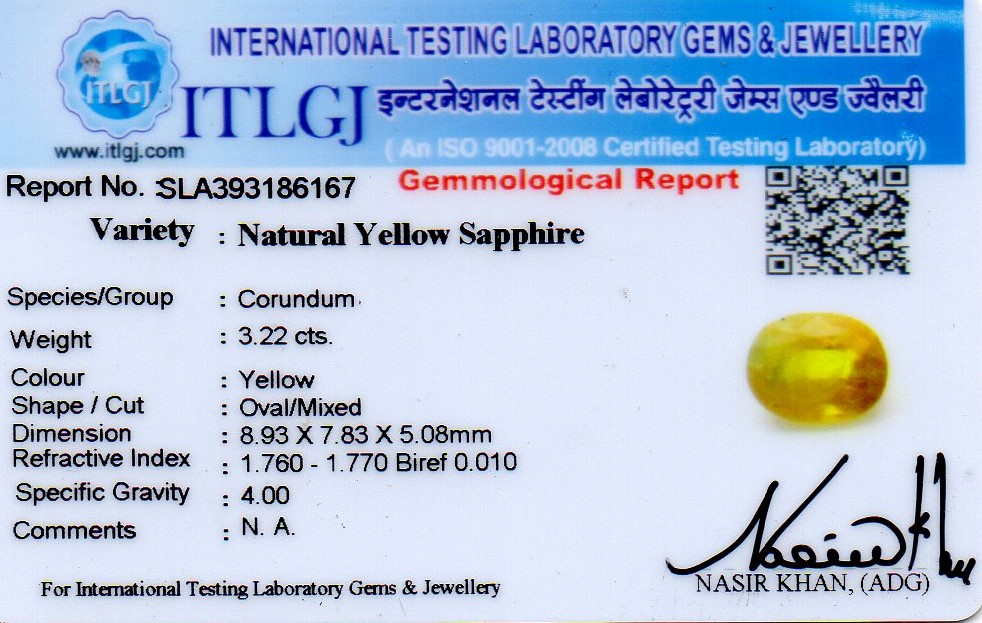 INTERNATIONAL TESTING LABORATORY GEMS & JEWELLERY
ITLGJ
ITLGJ इन्टरनेशनल टेस्टींग लेबोरेट्ररी जेम्स एण्ड ज्वैलरी
www.itlgj.com
( An ISO 9001-2008 Certified Testing Laboratory)
Report No. :SLA393186167
Gemmological Report
Variety : Natural Yellow Sapphire
Species/Group : Corundum
Weight : 3.22 cts.
Colour : Yellow
Shape / Cut : Oval/Mixed
Dimension : 8.93 X 7.83 X 5.08mm
Refractive Index : 1.760 - 1.770 Biref 0.010
Specific Gravity : 4.00
Comments : N. A.
Nasir Khan
NASIR KHAN, (ADG)
For International Testing Laboratory Gems & Jewellery